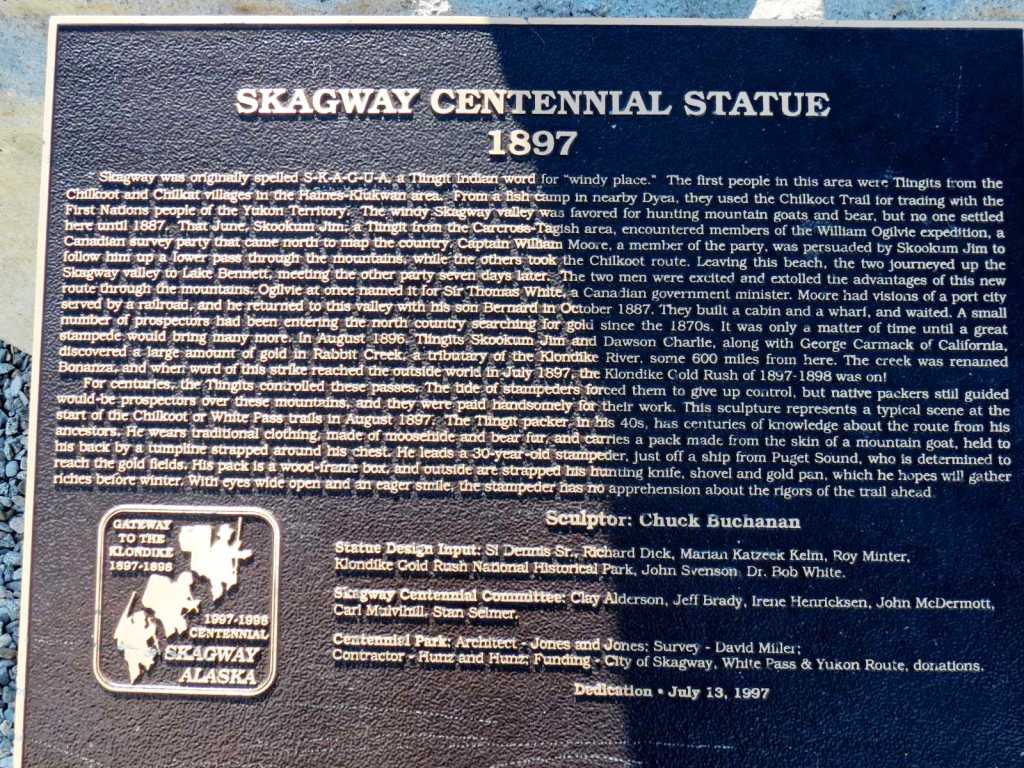 SKAGWAY CENTENNIAL STATUE
1897
Skagway was originally spelled S-K-A-G-U-A, a Tlingit Indian word for "windy place." The first people in this area were Tlingits from the
Chilkoot and Chilkat villages in the Haines-Klukwan area. From a fish camp in nearby Dyea, they used the Chilkoot Trail for trading with the
First Nations people of the Yukon Territory. The windy Skagway valley was favored for hunting mountain goats and bear, but no one settled
here until 1887. That June, Skookum Jim, a Tlingit from the Carcross-Tagish area, encountered members of the William Ogilvie expedition, a
Canadian survey party that came north to map the country. Captain William Moore, a member of the party, was persuaded by Skookum Jim to
follow him up a lower pass through the mountains, while the others took the Chilkoot route. Leaving this beach, the two journeyed up the
Skagway valley to Lake Bennett, meeting the other party seven days later. The two men were excited and extolled the advantages of this new
route through the mountains. Ogilvie at once named it for Sir Thomas White, a Canadian government minister. Moore had visions of a port city
served by a railroad, and he returned to this valley with his son Bernard in October 1887. They built a cabin and a wharf, and waited. A small
number of prospectors had been entering the north country searching for gold since the 1870s. It was only a matter of time until a great
stampede would bring many more. In August 1896, Tlingits Skookum Jim and Dawson Charlie, along with George Carmack of California,
discovered a large amount of gold in Rabbit Creek, a tributary of the Klondike River, some 600 miles from here. The creek was renamed
Bonanza, and when word of this strike reached the outside world in July 1897, the Klondike Gold Rush of 1897-1898 was on!
For centuries, the Tlingits controlled these passes. The tide of stampeders forced them to give up control, but native packers still guided
would-be prospectors over these mountains, and they were paid handsomely for their work. This sculpture represents a typical scene at the
start of the Chilkoot or White Pass trails in August 1897. The Tlingit packer, in his 40s, has centuries of knowledge about the route from his
ancestors. He wears traditional clothing, made of moosehide and bear fur, and carries a pack made from the skin of a mountain goat, held to
his back by a tumpline strapped around his chest. He leads a 30-year-old stampeder, just off a ship from Puget Sound, who is determined to
reach the gold fields. His pack is a wood-frame box, and outside are strapped his hunting knife, shovel and gold pan, which he hopes will gather
riches before winter. With eyes wide open and an eager smile, the stampeder has no apprehension about the rigors of the trail ahead.
Sculptor: Chuck Buchanan
Statue Design Input: Si Dennis Sr., Richard Dick, Marian Katzeek Kelm, Roy Minter,
Klondike Gold Rush National Historical Park, John Svenson, Dr. Bob White.
Skagway Centennial Committee: Clay Alderson, Jeff Brady, Irene Henricksen, John McDermott,
Carl Mulvihill, Stan Selmer.
Centennial Park: Architect - Jones and Jones; Survey - David Miller;
Contractor - Hunz and Hunz; Funding - City of Skagway, White Pass & Yukon Route, donations.
Dedication • July 13, 1997
GATEWAY
TO THE
KLONDIKE
1897-1898
1997-1998
CENTENNIAL
SKAGWAY
ALASKA